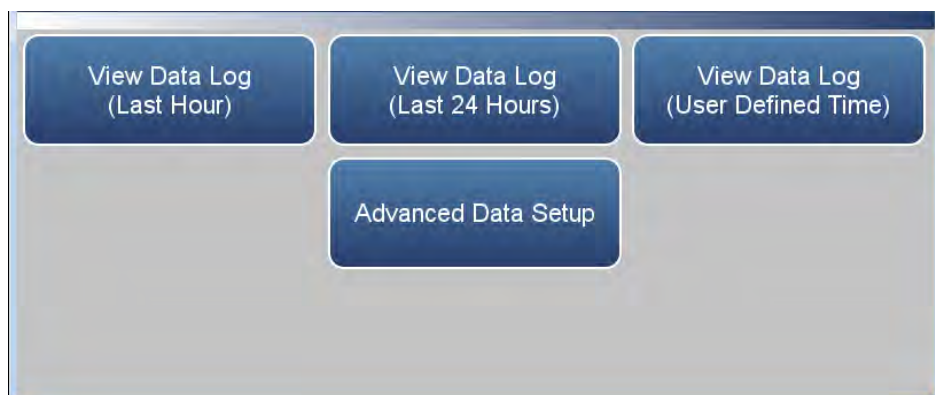 View Data Log
(Last Hour)
View Data Log
(Last 24 Hours)
View Data Log
(User Defined Time)
Advanced Data Setup